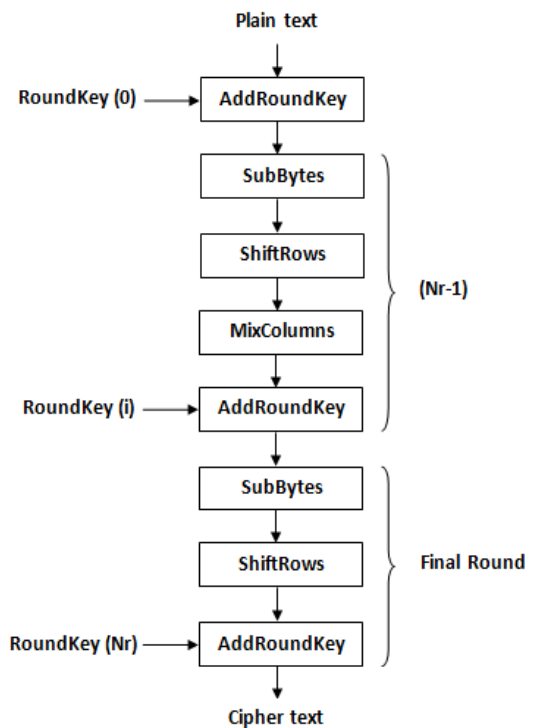 Plain text
RoundKey (0)
AddRoundKey
SubBytes
ShiftRows
(Nr-1)
MixColumns
RoundKey (i)
AddRoundKey
SubBytes
ShiftRows
Final Round
RoundKey (Nr)
AddRoundKey
Cipher text